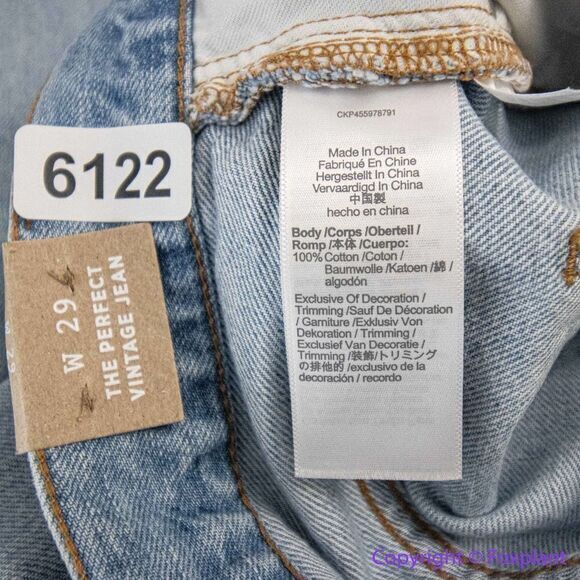 6122
W 29
THE PERFECT
VINTAGE JEAN
CKP455978791
Made In China
Fabriqué En Chine
Hergestellt In China
Vervaardigd In China
中国製
hecho en china
Body /Corps /Obertell /
Romp /本体 /Cuerpo:
100% Cotton /Coton /
Baumwolle /Katoen /綿 /
algodón
Exclusive Of Decoration /
Trimming /Sauf De Décoration
/ Garniture /Exklusiv Von
Dekoration / Trimming /
Exclusief Van Decoratie /
Trimming /装飾/トリミング
の排他的 /exclusivo de la
decoración / recordo
Copyright © Foxplant